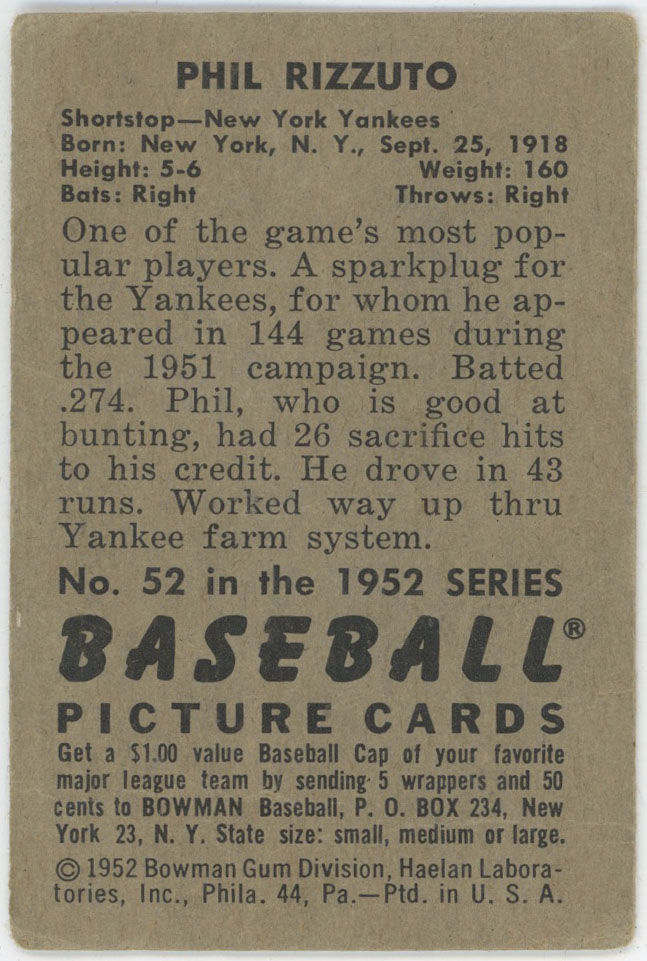 PHIL RIZZUTO
Shortstop—New York Yankees
Born: New York, N. Y., Sept. 25, 1918
Height: 5-6 Weight: 160
Bats: Right Throws: Right
One of the game's most pop-
ular players. A sparkplug for
the Yankees, for whom he ap-
peared in 144 games during
the 1951 campaign. Batted
.274. Phil, who is good at
bunting, had 26 sacrifice hits
to his credit. He drove in 43
runs. Worked way up thru
Yankee farm system.
No. 52 in the 1952 SERIES
BASEBALL®
PICTURE CARDS
Get a $1.00 value Baseball Cap of your favorite
major league team by sending 5 wrappers and 50
cents to BOWMAN Baseball, P. O. BOX 234, New
York 23, N. Y. State size: small, medium or large.
© 1952 Bowman Gum Division, Haelan Labora-
tories, Inc., Phila. 44, Pa.—Ptd. in U. S. A.